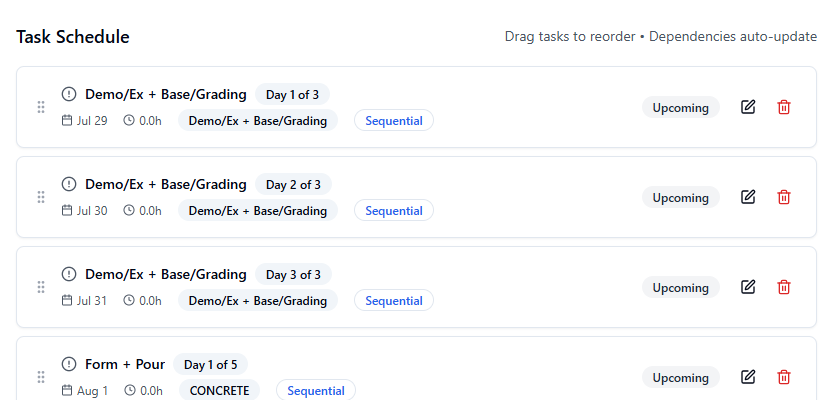 Task Schedule
Drag tasks to reorder • Dependencies auto-update
Demo/Ex + Base/Grading Day 1 of 3
Jul 29 0.0h Demo/Ex + Base/Grading Sequential
Upcoming
Demo/Ex + Base/Grading Day 2 of 3
Jul 30 0.0h Demo/Ex + Base/Grading Sequential
Upcoming
Demo/Ex + Base/Grading Day 3 of 3
Jul 31 0.0h Demo/Ex + Base/Grading Sequential
Upcoming
Form + Pour Day 1 of 5
Aug 1 0.0h CONCRETE Sequential
Upcoming